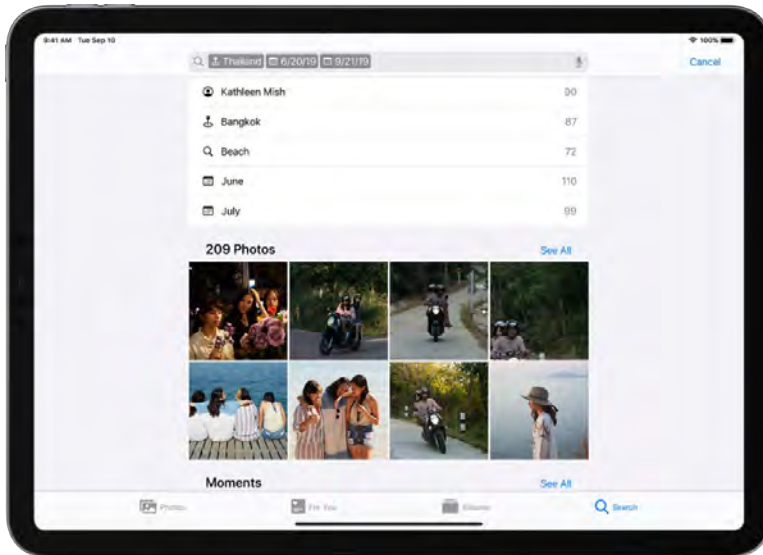 9:41 AM Tue Sep 10 100%
Thailand 6/20/19 9/21/19 Cancel
Kathleen Mish 90
Bangkok 87
Beach 72
June 110
July 99
209 Photos See All
Moments See All
Photos For You Albums Search